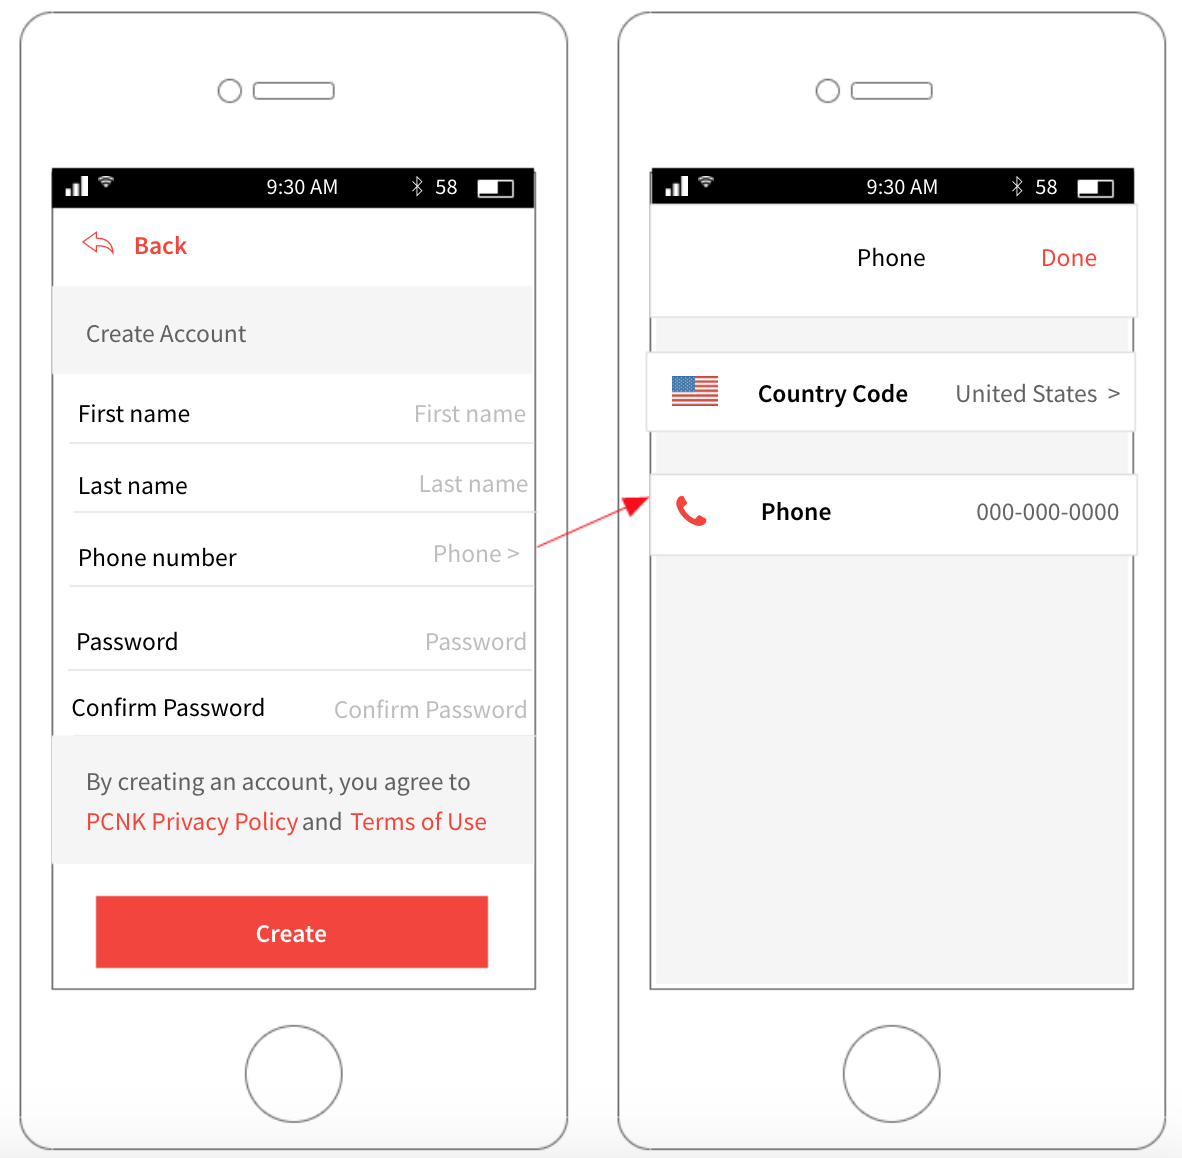 9:30 AM 58
Back
Create Account
First name First name
Last name Last name
Phone number Phone >
Password Password
Confirm Password Confirm Password
By creating an account, you agree to
PCNK Privacy Policy and Terms of Use
Create
9:30 AM 58
Phone Done
Country Code United States >
Phone 000-000-0000